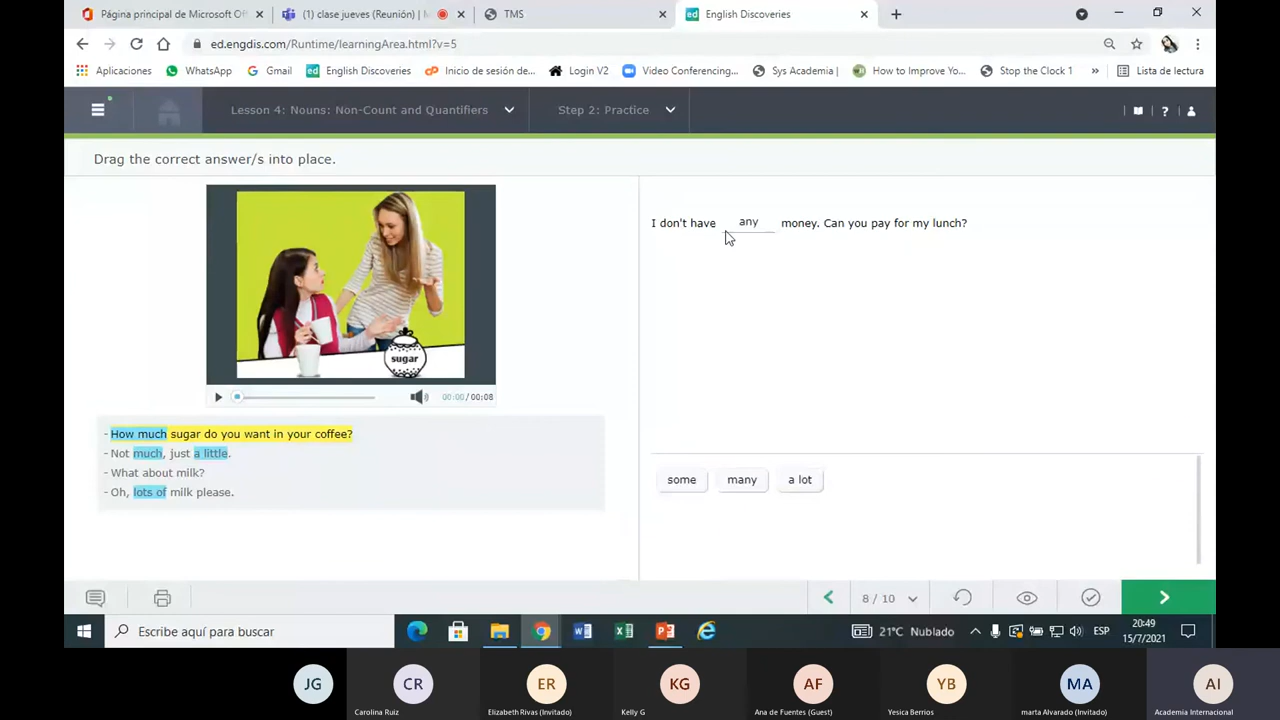 Página principal de Microsoft Of
(1) clase jueves (Reunión) | M
TMS
English Discoveries
ed.engdis.com/Runtime/learningArea.html?v=5
Aplicaciones
WhatsApp
Gmail
English Discoveries
Inicio de sesión de...
Login V2
Video Conferencing...
Sys Academia |
How to Improve Yo...
Stop the Clock 1
Lista de lectura
Lesson 4: Nouns: Non-Count and Quantifiers
Step 2: Practice
Drag the correct answer/s into place.
sugar
00:00 / 00:08
- How much sugar do you want in your coffee?
- Not much, just a little.
- What about milk?
- Oh, lots of milk please.
I don't have any money. Can you pay for my lunch?
some many a lot
8 / 10
Escribe aquí para buscar
21°C Nublado
ESP
20:49
15/7/2021
JG
CR
Carolina Ruiz
ER
Elizabeth Rivas (Invitado)
KG
Kelly G
AF
Ana de Fuentes (Guest)
YB
Yesica Berrios
MA
marta Alvarado (Invitado)
AI
Academia Internacional